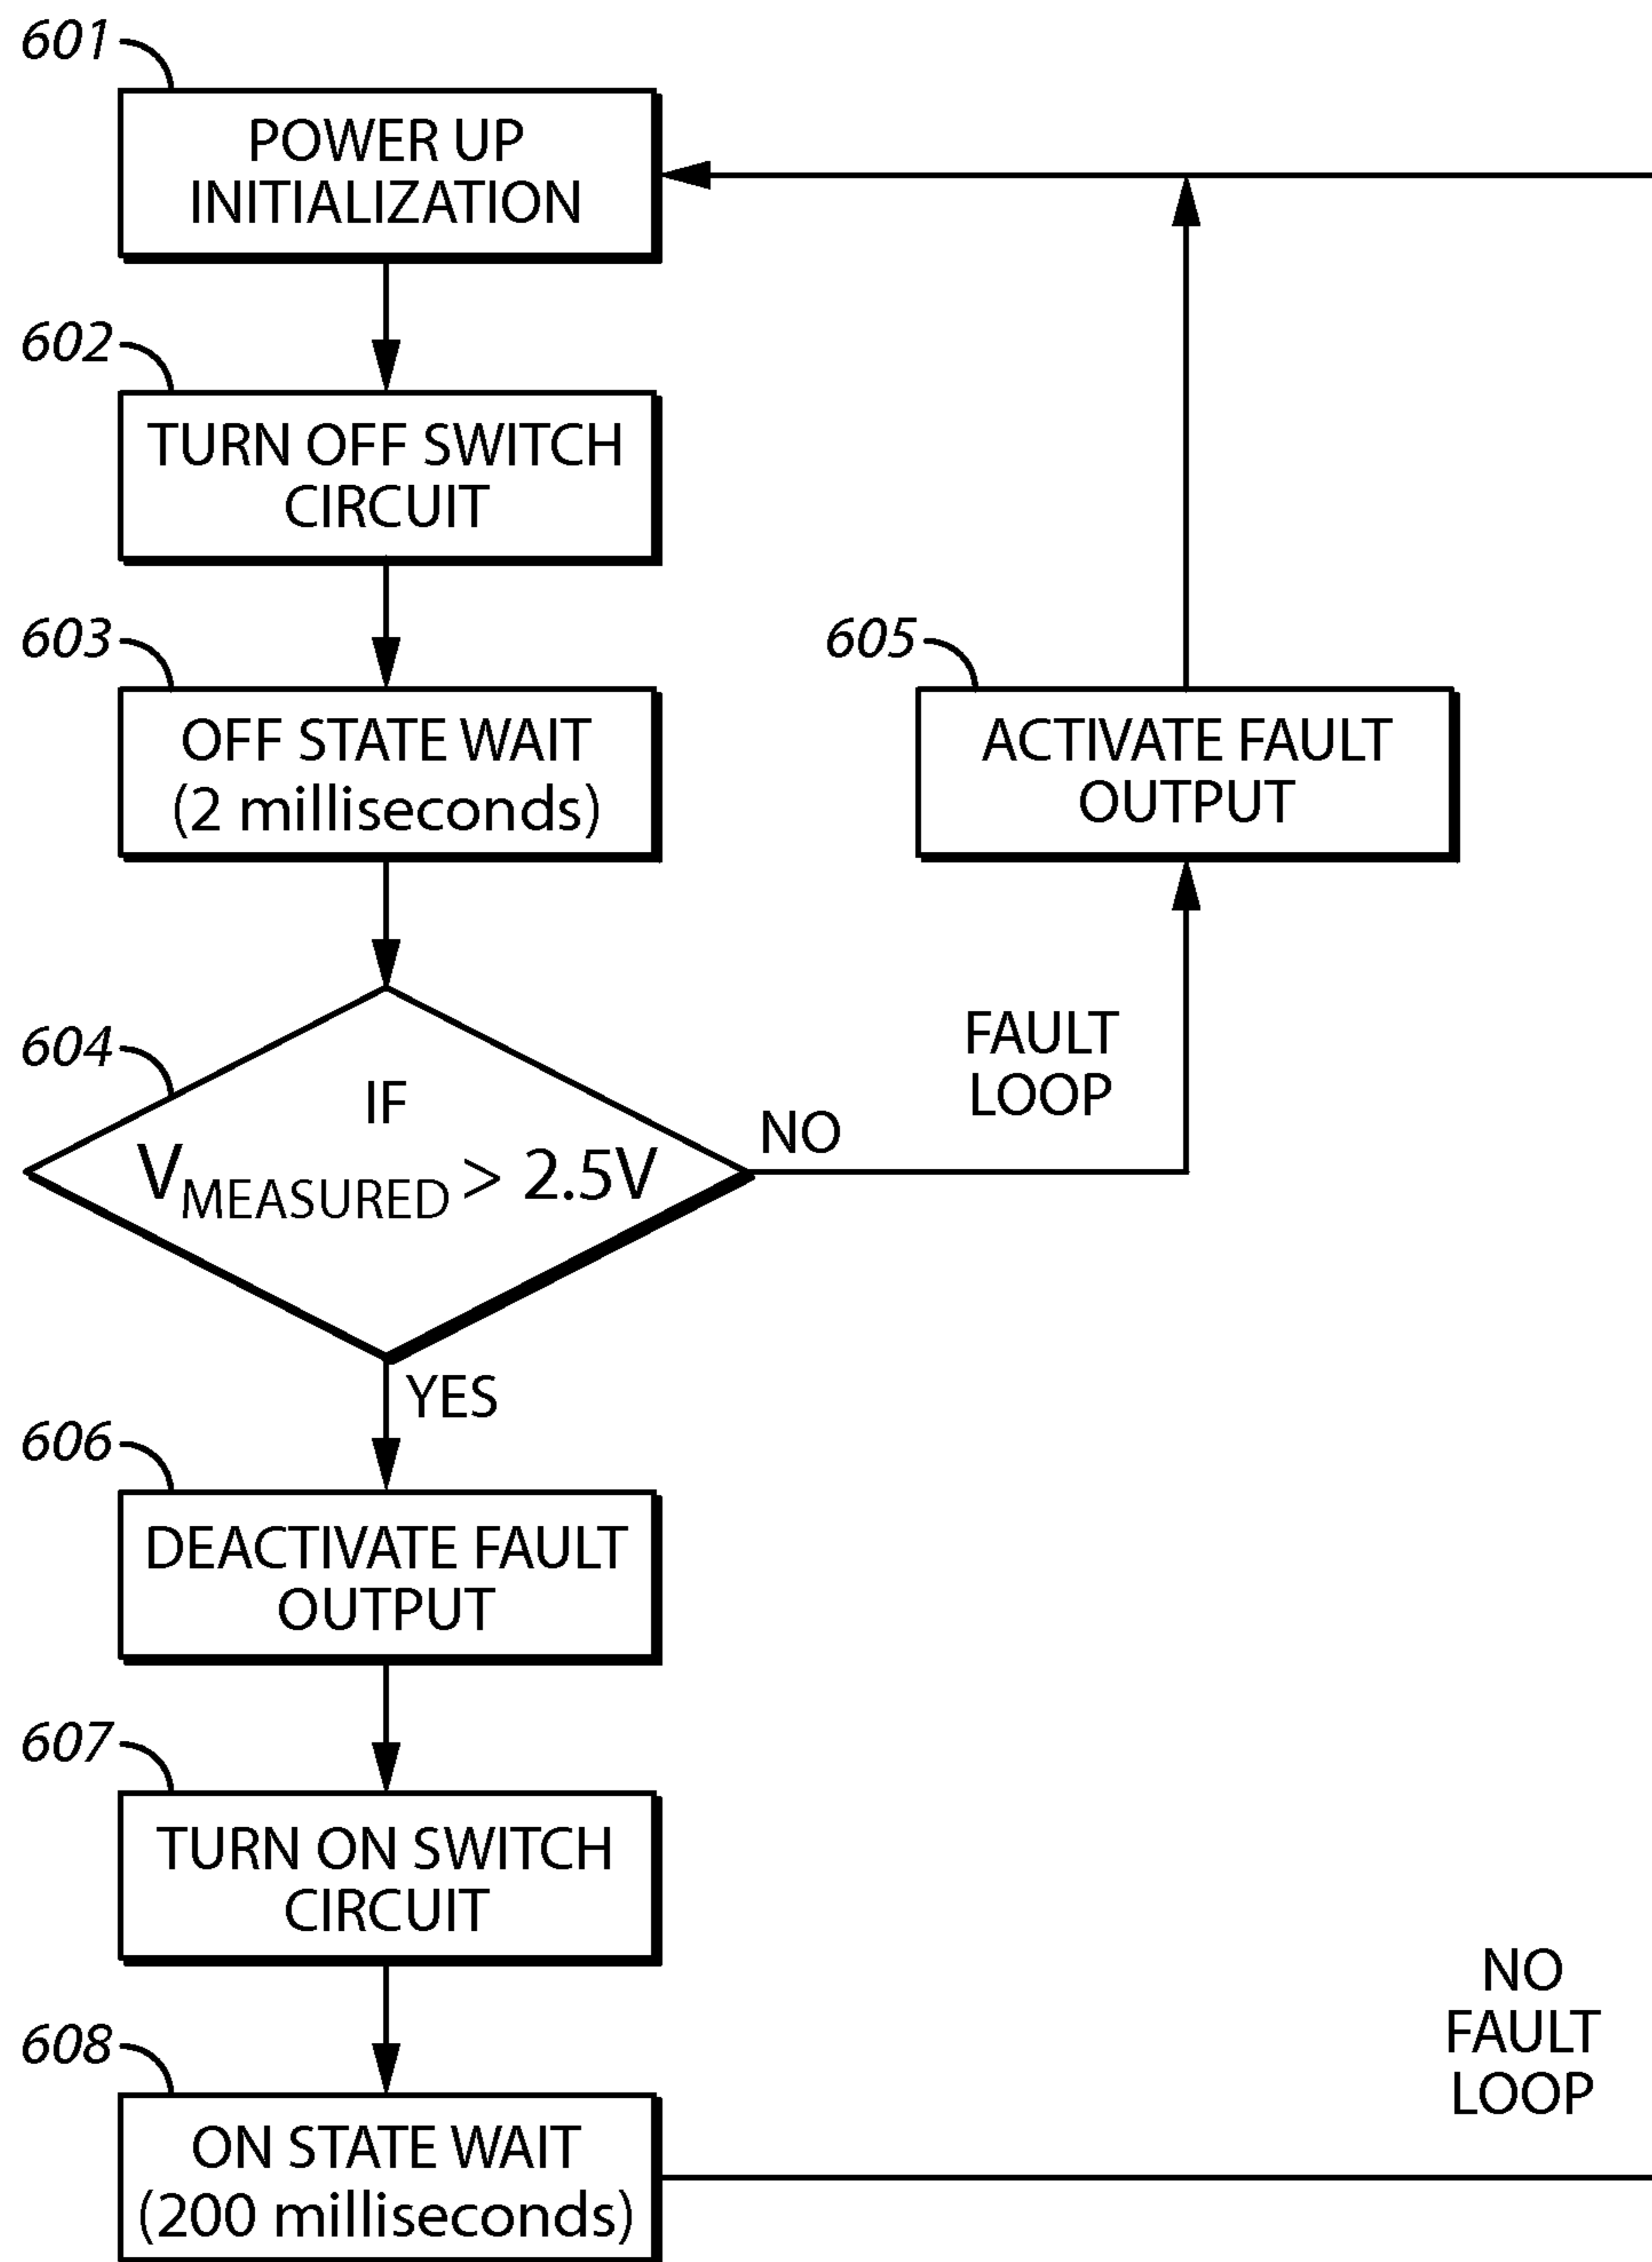 601
POWER UP
INITIALIZATION
602
TURN OFF SWITCH
CIRCUIT
603
OFF STATE WAIT
(2 milliseconds)
605
ACTIVATE FAULT
OUTPUT
604
IF
VMEASURED > 2.5V
NO
FAULT
LOOP
YES
606
DEACTIVATE FAULT
OUTPUT
607
TURN ON SWITCH
CIRCUIT
608
ON STATE WAIT
(200 milliseconds)
NO
FAULT
LOOP